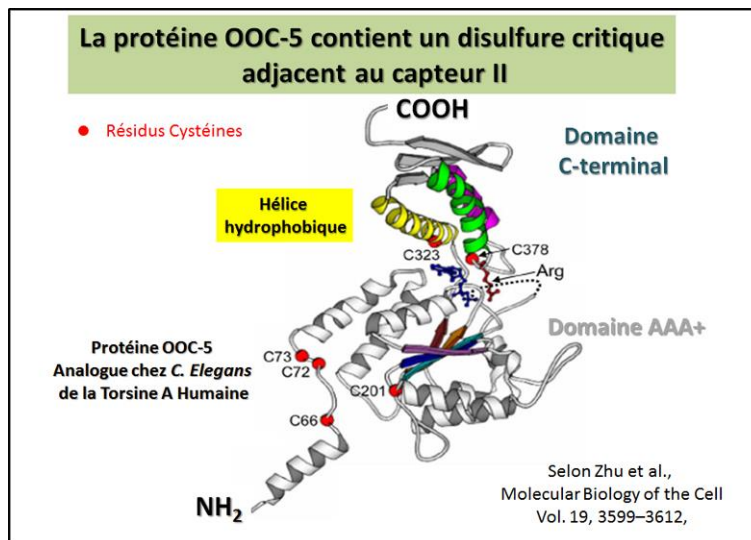 La protéine OOC-5 contient un disulfure critique
adjacent au capteur II
COOH
Résidus Cystéines
Domaine
C-terminal
Hélice
hydrophobique
C323
C378
Arg
Domaine AAA+
Protéine OOC-5
Analogue chez C. Elegans
de la Torsine A Humaine
C73
C72
C201
C66
NH2
Selon Zhu et al.,
Molecular Biology of the Cell
Vol. 19, 3599–3612,